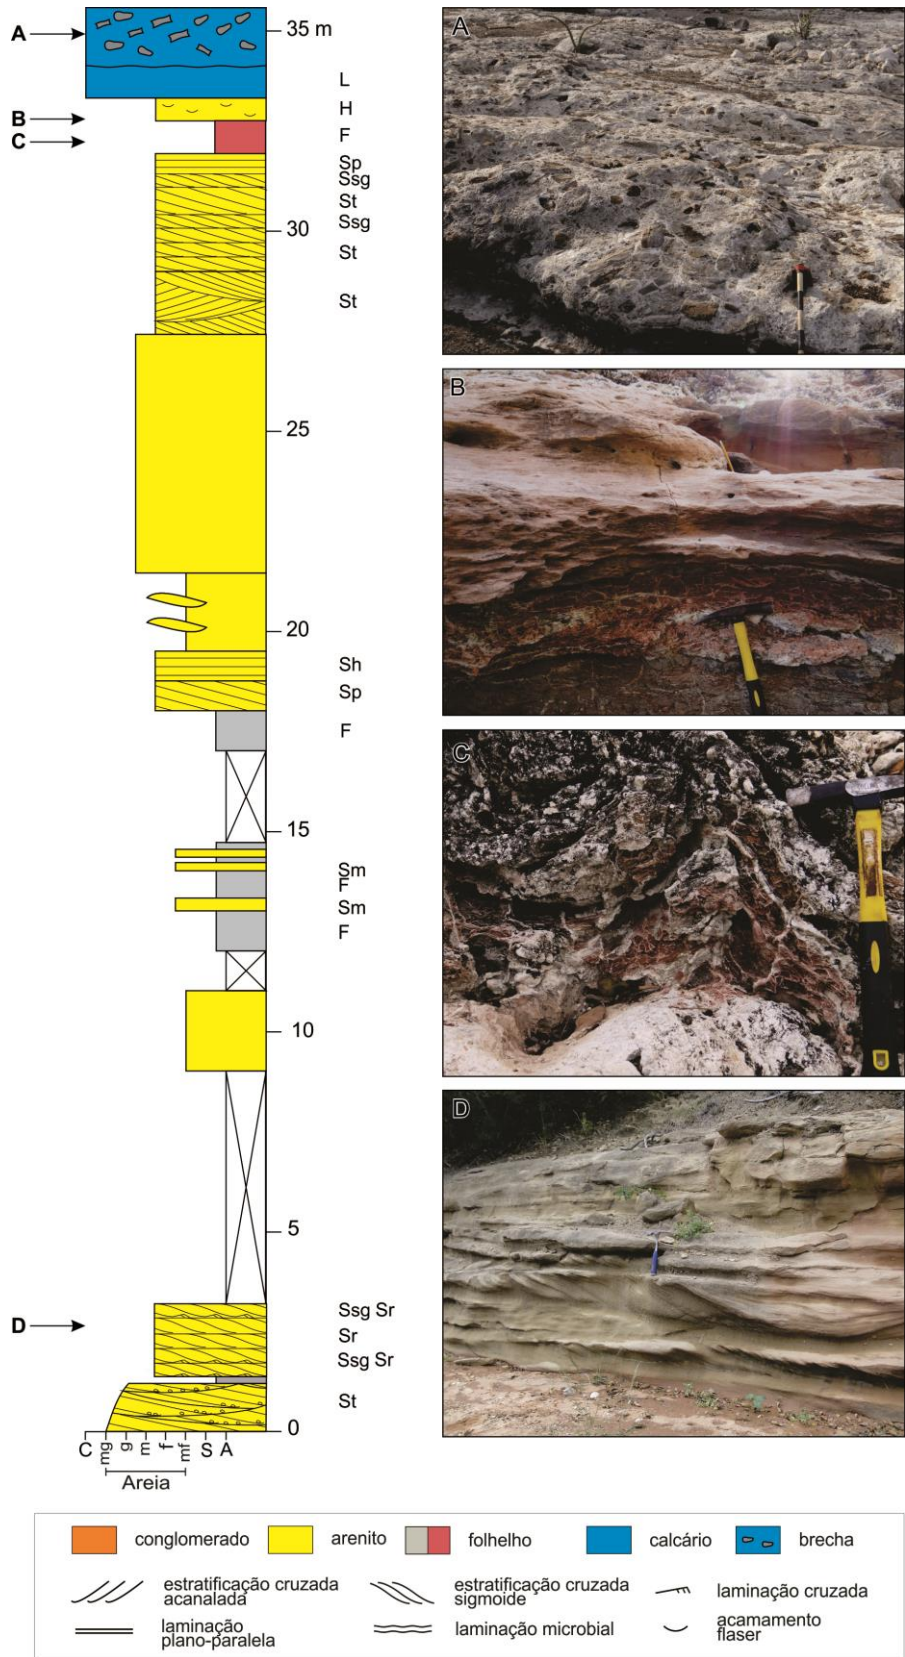 A
35 m
L
B
H
C
F
Sp
Ssg
St
30
Ssg
St
St
25
20
Sh
Sp
F
15
Sm
F
Sm
F
10
5
D
Ssg Sr
Sr
Ssg Sr
St
0
C mg g m f mf S A
Areia
A
B
C
D
conglomerado
arenito
folhelho
calcário
brecha
estratificação cruzada
acanalada
estratificação cruzada
sigmoide
laminação cruzada
laminação
plano-paralela
laminação microbial
acamamento
flaser